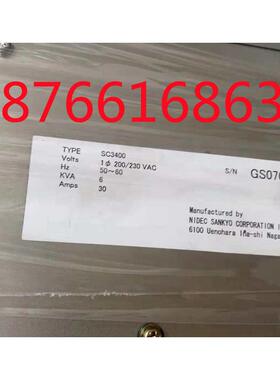 876616863
TYPE SC3400
Volts 1φ 200/230 VAC
Hz 50~60
KVA 6
Amps 30
S/N GS070
Manufactured by
NIDEC SANKYO CORPORATION
6100 Uenohara